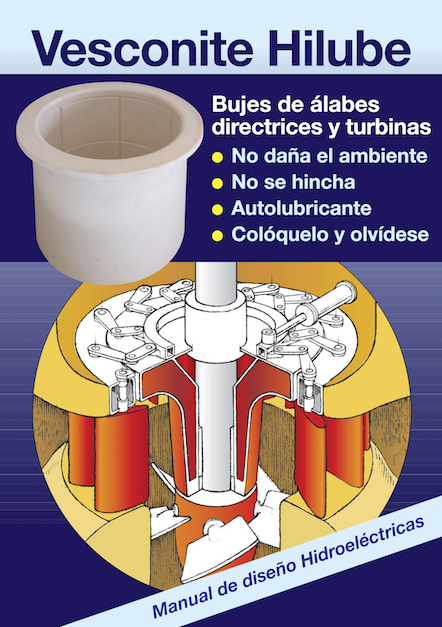 Vesconite Hilube
Bujes de álabes
directrices y turbinas
No daña el ambiente
No se hincha
Autolubricante
Colóquelo y olvídese
Manual de diseño Hidroeléctricas